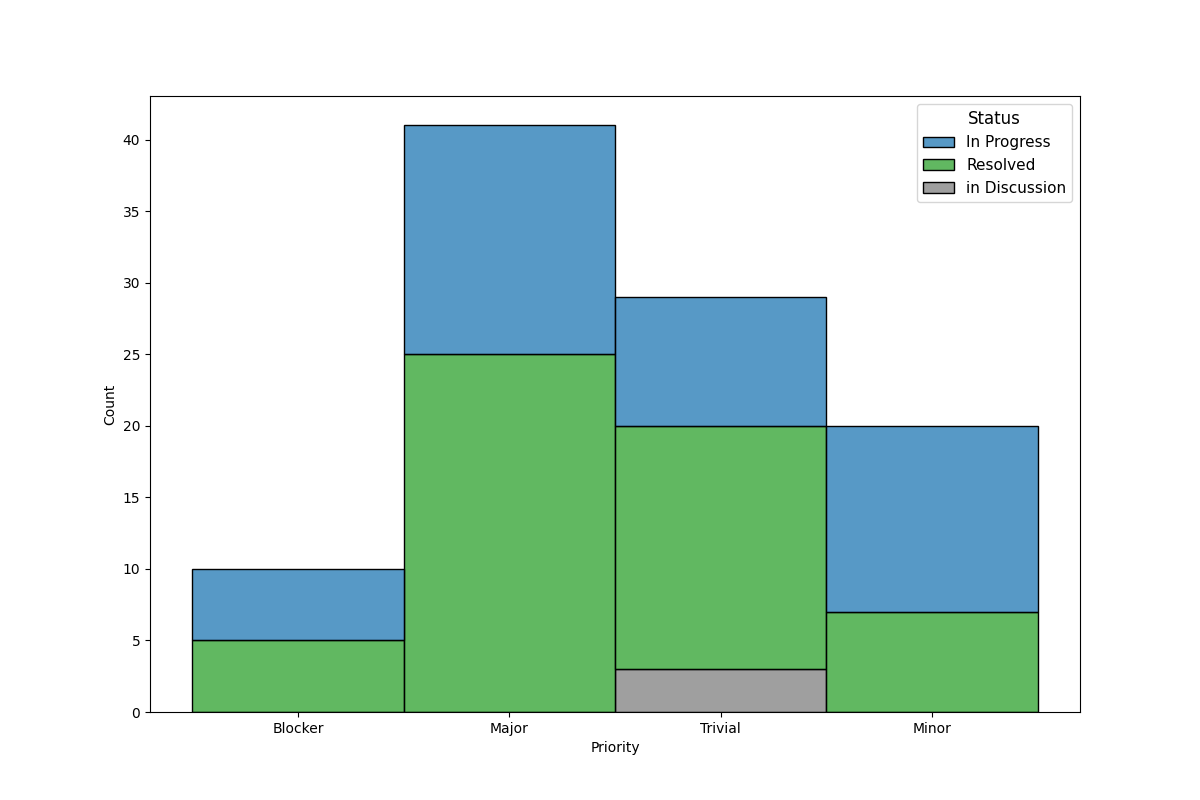 Status
In Progress
Resolved
in Discussion
40
35
30
25
20
15
10
5
0
Count
Blocker Major Trivial Minor
Priority